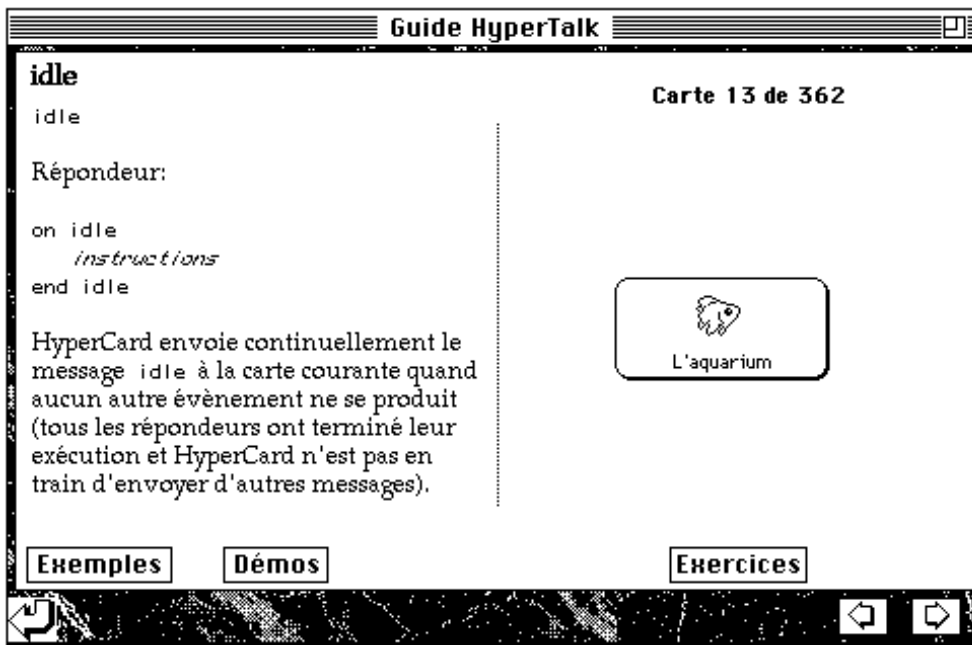 Guide HyperTalk
idle
Carte 13 de 362
idle
Répondeur:
on idle
instructions
end idle
HyperCard envoie continuellement le
message idle à la carte courante quand
aucun autre évènement ne se produit
(tous les répondeurs ont terminé leur
exécution et HyperCard n'est pas en
train d'envoyer d'autres messages).
L'aquarium
Exemples
Démos
Exercices